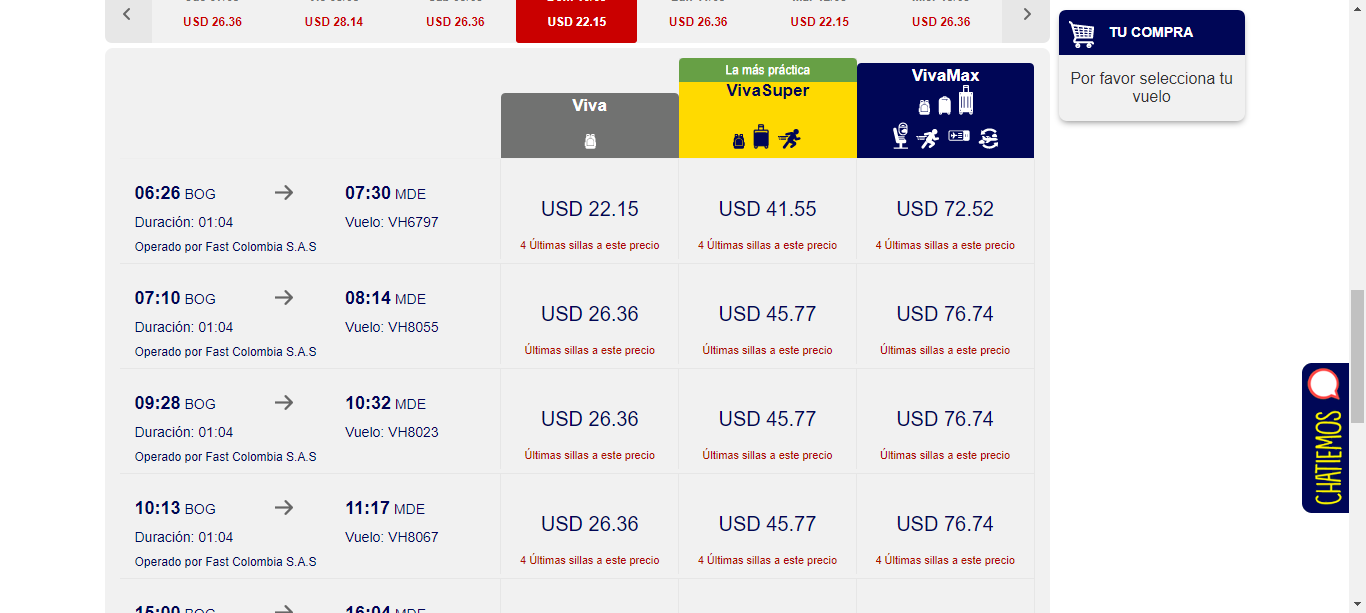 USD 26.36
USD 28.14
USD 26.36
USD 22.15
USD 26.36
USD 22.15
USD 26.36
TU COMPRA
Por favor selecciona tu
vuelo
La más práctica
Viva
VivaSuper
VivaMax
06:26 BOG
07:30 MDE
Duración: 01:04
Vuelo: VH6797
Operado por Fast Colombia S.A.S
USD 22.15
USD 41.55
USD 72.52
4 Últimas sillas a este precio
4 Últimas sillas a este precio
4 Últimas sillas a este precio
07:10 BOG
08:14 MDE
Duración: 01:04
Vuelo: VH8055
Operado por Fast Colombia S.A.S
USD 26.36
USD 45.77
USD 76.74
Últimas sillas a este precio
Últimas sillas a este precio
Últimas sillas a este precio
09:28 BOG
10:32 MDE
Duración: 01:04
Vuelo: VH8023
Operado por Fast Colombia S.A.S
USD 26.36
USD 45.77
USD 76.74
Últimas sillas a este precio
Últimas sillas a este precio
Últimas sillas a este precio
10:13 BOG
11:17 MDE
Duración: 01:04
Vuelo: VH8067
Operado por Fast Colombia S.A.S
USD 26.36
USD 45.77
USD 76.74
4 Últimas sillas a este precio
4 Últimas sillas a este precio
4 Últimas sillas a este precio
15:00 BOG
16:04 MDE
CHATIEMOS